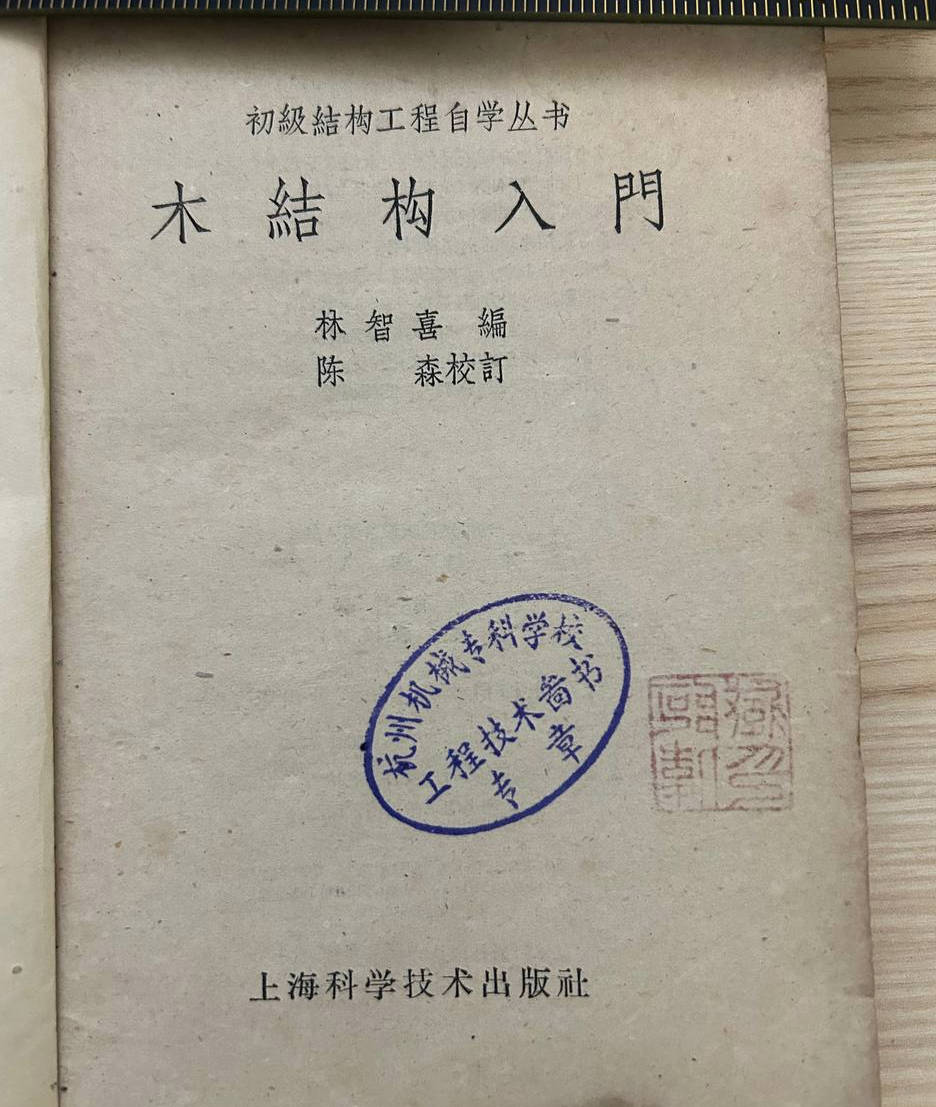 初級結构工程自学丛书
木結构入門
林智喜 編
陈 森校訂
杭州机械专科学校
工程技术啚书
专章
上海科学技术出版社